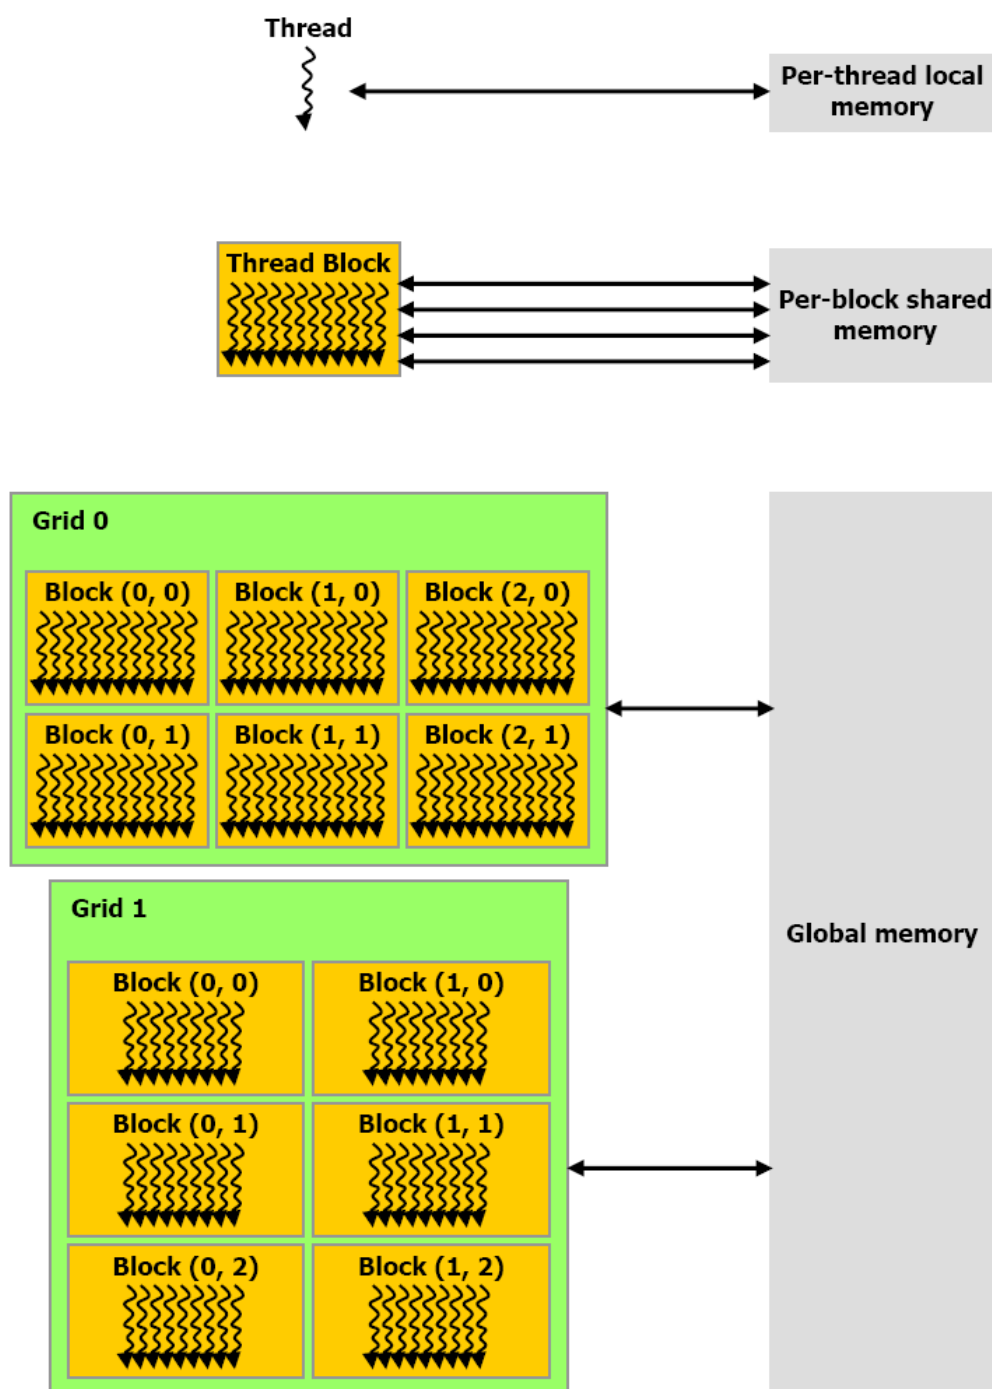 Thread
Per-thread local
memory
Thread Block
Per-block shared
memory
Grid 0
Block (0, 0) Block (1, 0) Block (2, 0)
Block (0, 1) Block (1, 1) Block (2, 1)
Grid 1
Global memory
Block (0, 0) Block (1, 0)
Block (0, 1) Block (1, 1)
Block (0, 2) Block (1, 2)